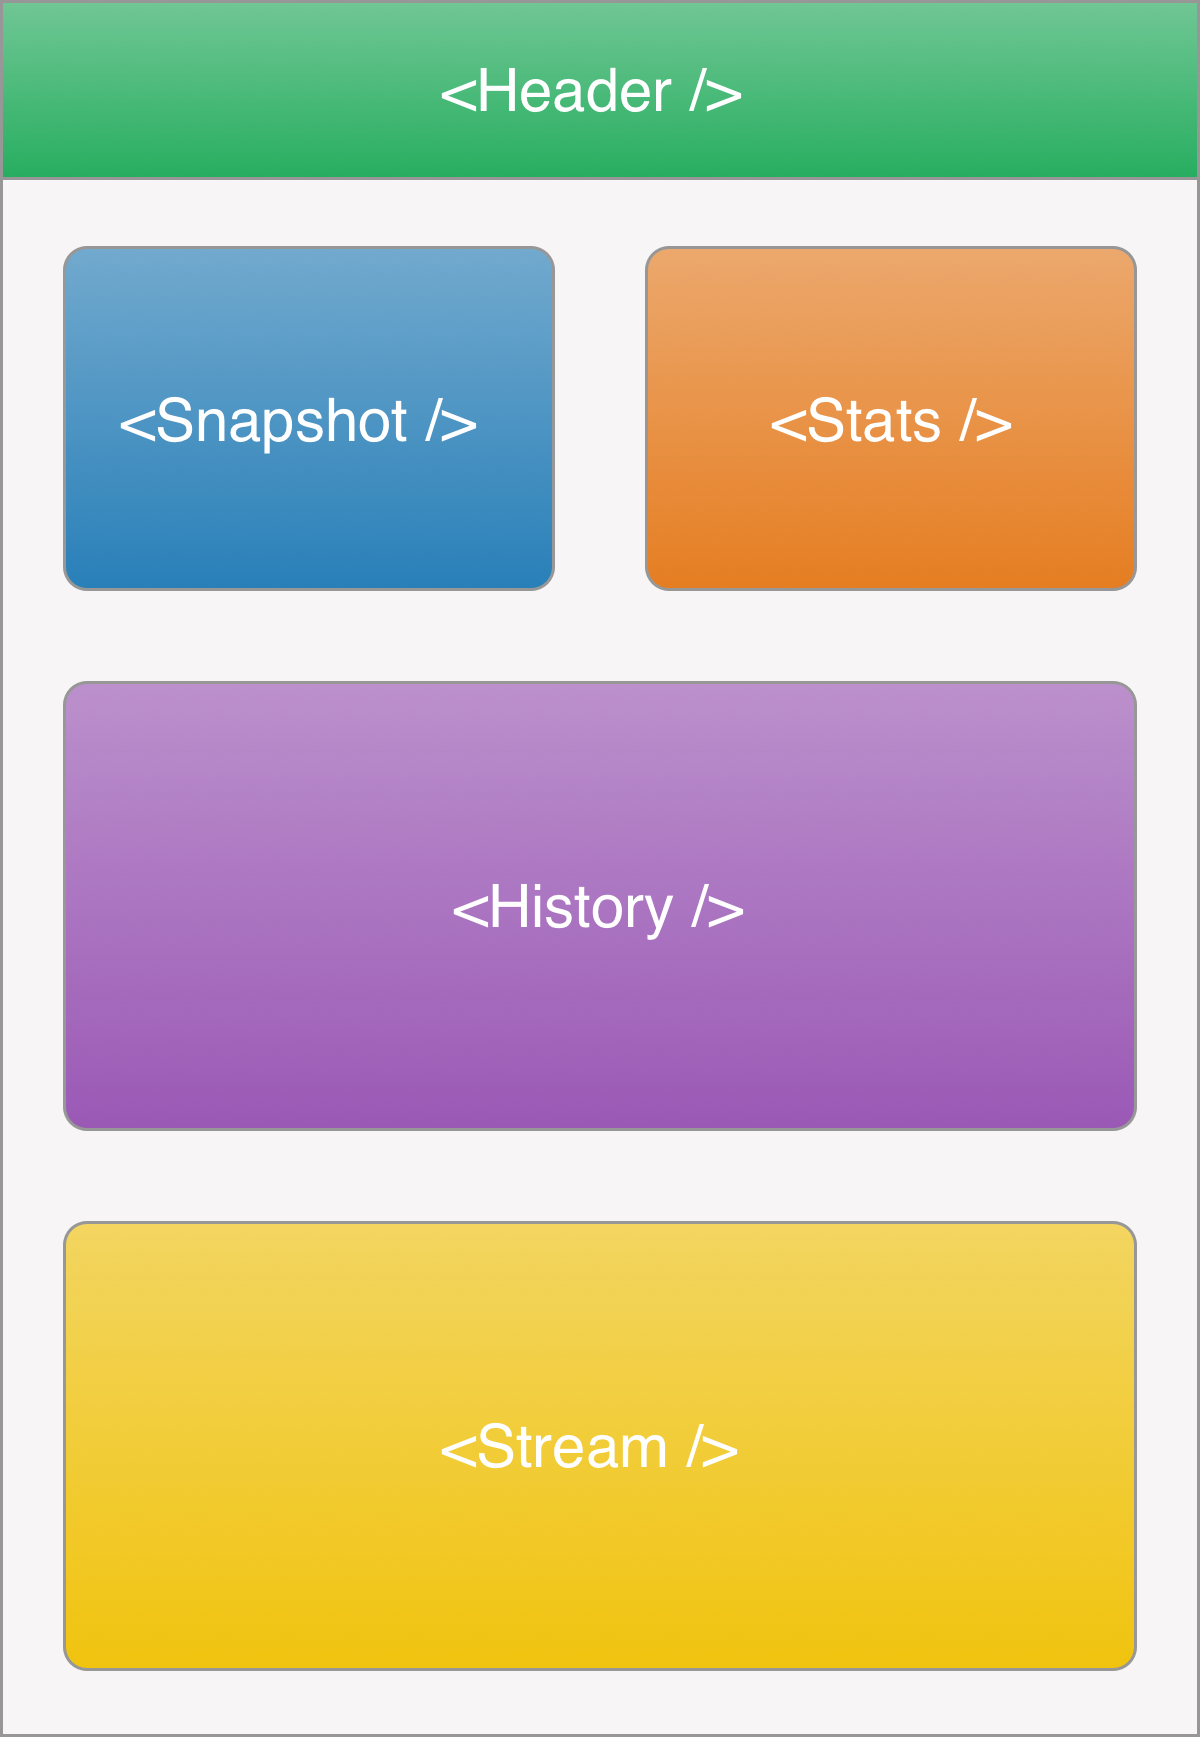 <Header />
<Snapshot />
<Stats />
<History />
<Stream />